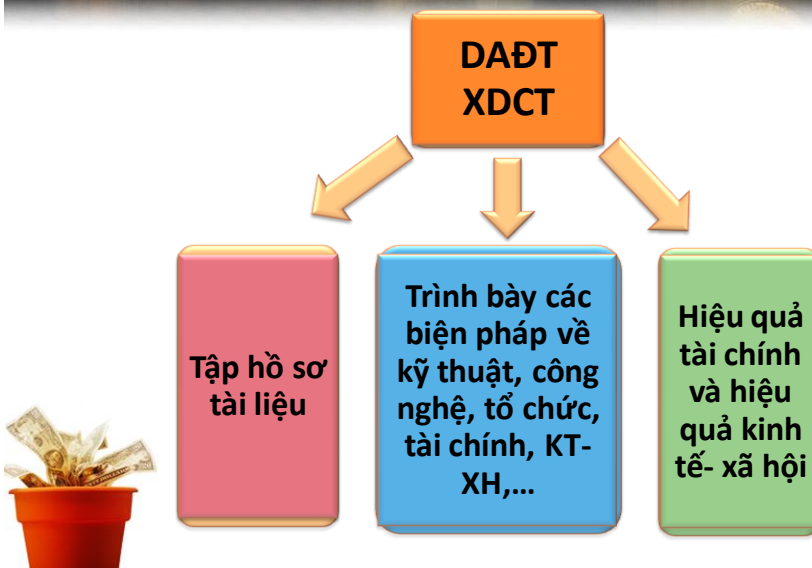 DAĐT
XDCT
Tập hồ sơ
tài liệu
Trình bày các
biện pháp về
kỹ thuật, công
nghệ, tổ chức,
tài chính, KT-
XH,...
Hiệu quả
tài chính
và hiệu
quả kinh
tế- xã hội